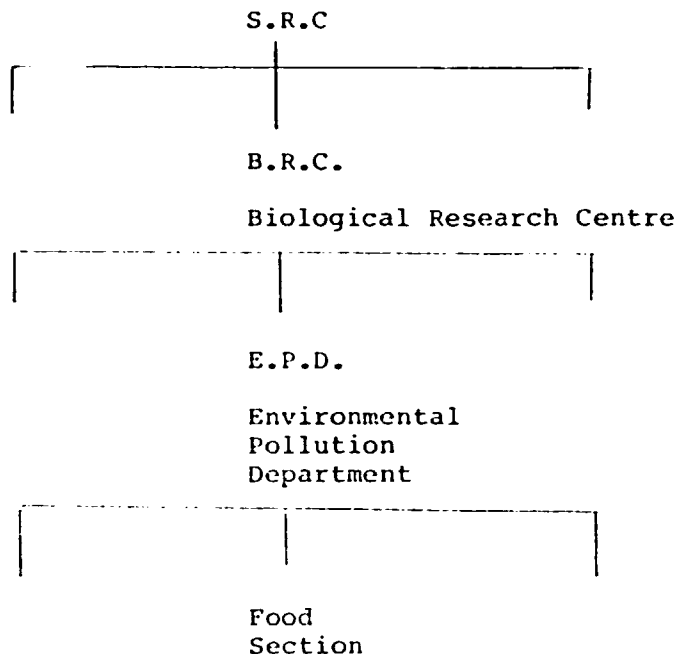 S.R.C
B.R.C.
Biological Research Centre
E.P.D.
Environmental
Pollution
Department
Food
Section